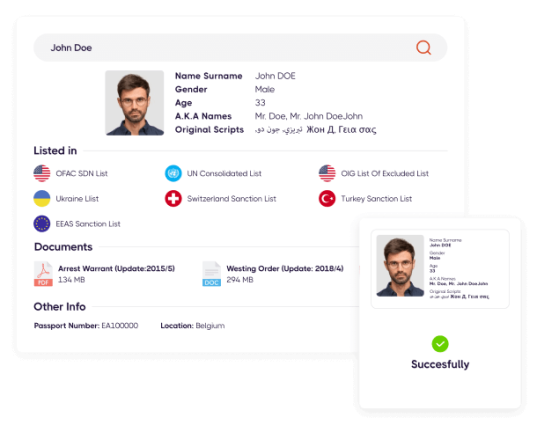 John Doe
Name Surname John DOE
Gender Male
Age 33
A.K.A Names Mr. Doe, Mr. John DoeJohn
Original Scripts تبریزي، جون دو، Жон Д, Γεια σας
Listed in
OFAC SDN List
UN Consolidated List
OIG List Of Excluded List
Ukraine Llist
Switzerland Sanction List
Turkey Sanction List
EEAS Sanction List
Documents
PDF
Arrest Warrant (Update:2015/5)
134 MB
DOC
Westing Order (Update: 2018/4)
294 MB
Other Info
Passport Number: EA100000 Location: Belgium
Name Surname
John DOE
Gender
Male
Age
33
A.K.A Names
Mr. Doe, Mr. John DoeJohn
Original Scripts
Жон Д, Γεια σας
Succesfully